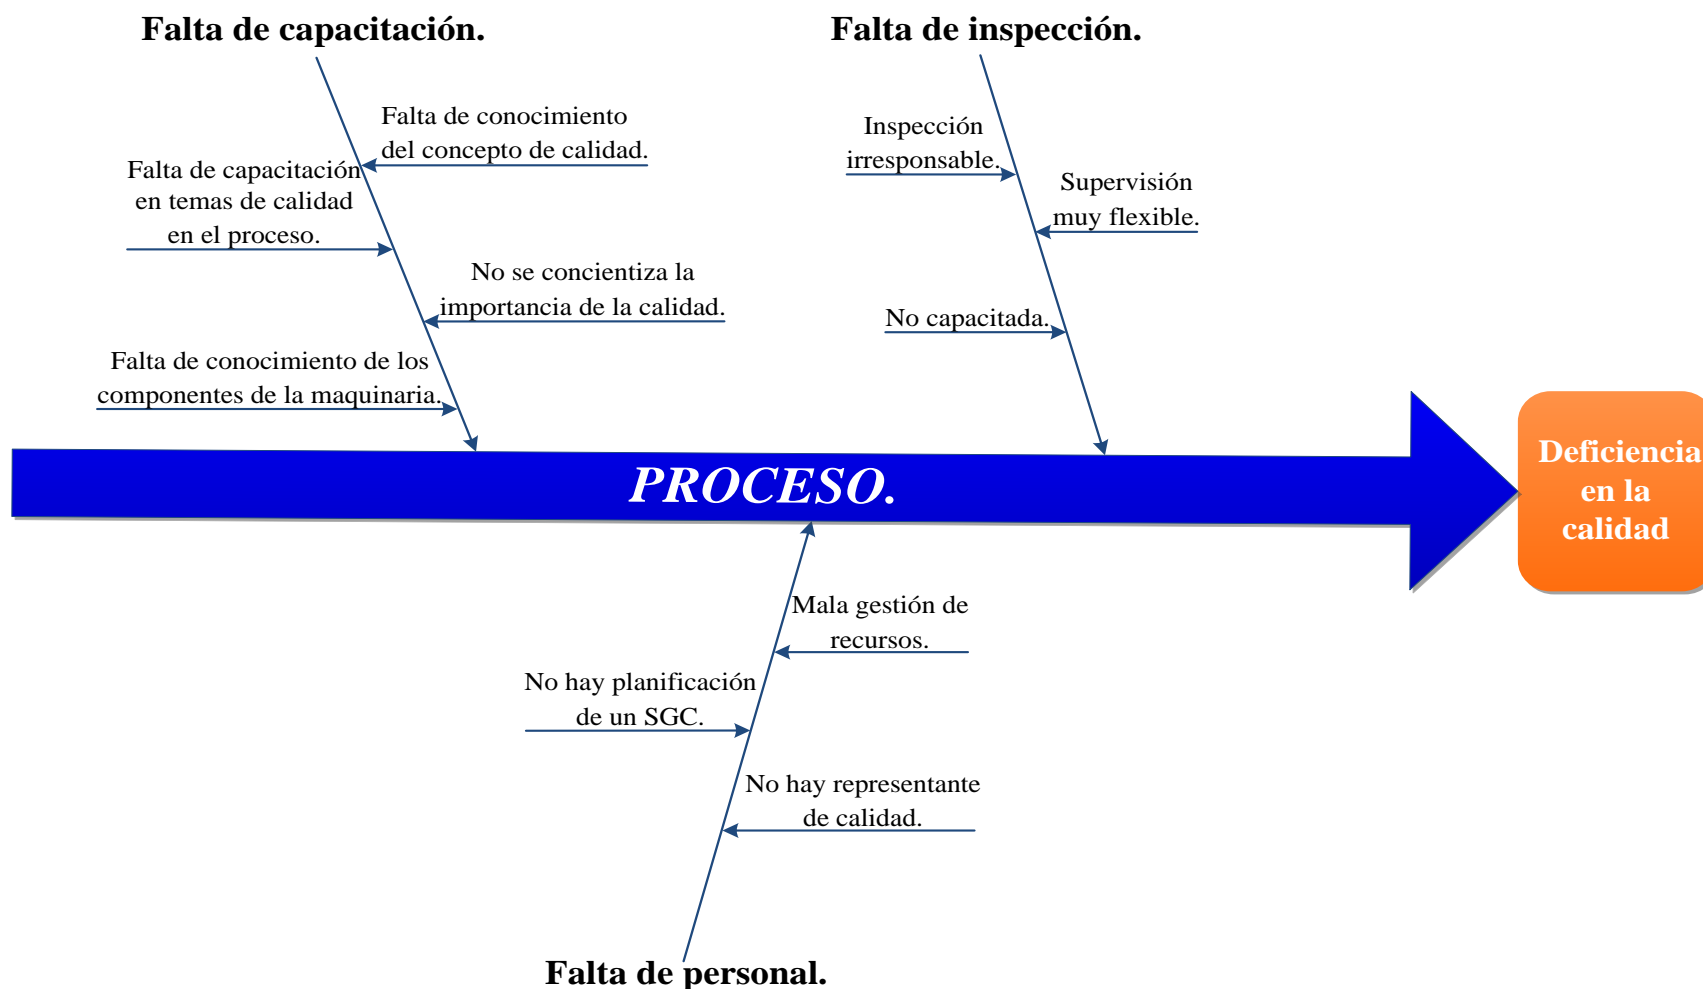 Falta de capacitación.
Falta de inspección.
Falta de conocimiento
del concepto de calidad.
Falta de capacitación
en temas de calidad
en el proceso.
No se concientiza la
importancia de la calidad.
Falta de conocimiento de los
componentes de la maquinaria.
Inspección
irresponsable.
Supervisión
muy flexible.
No capacitada.
PROCESO.
Deficiencia
en la
calidad
Mala gestión de
recursos.
No hay planificación
de un SGC.
No hay representante
de calidad.
Falta de personal.